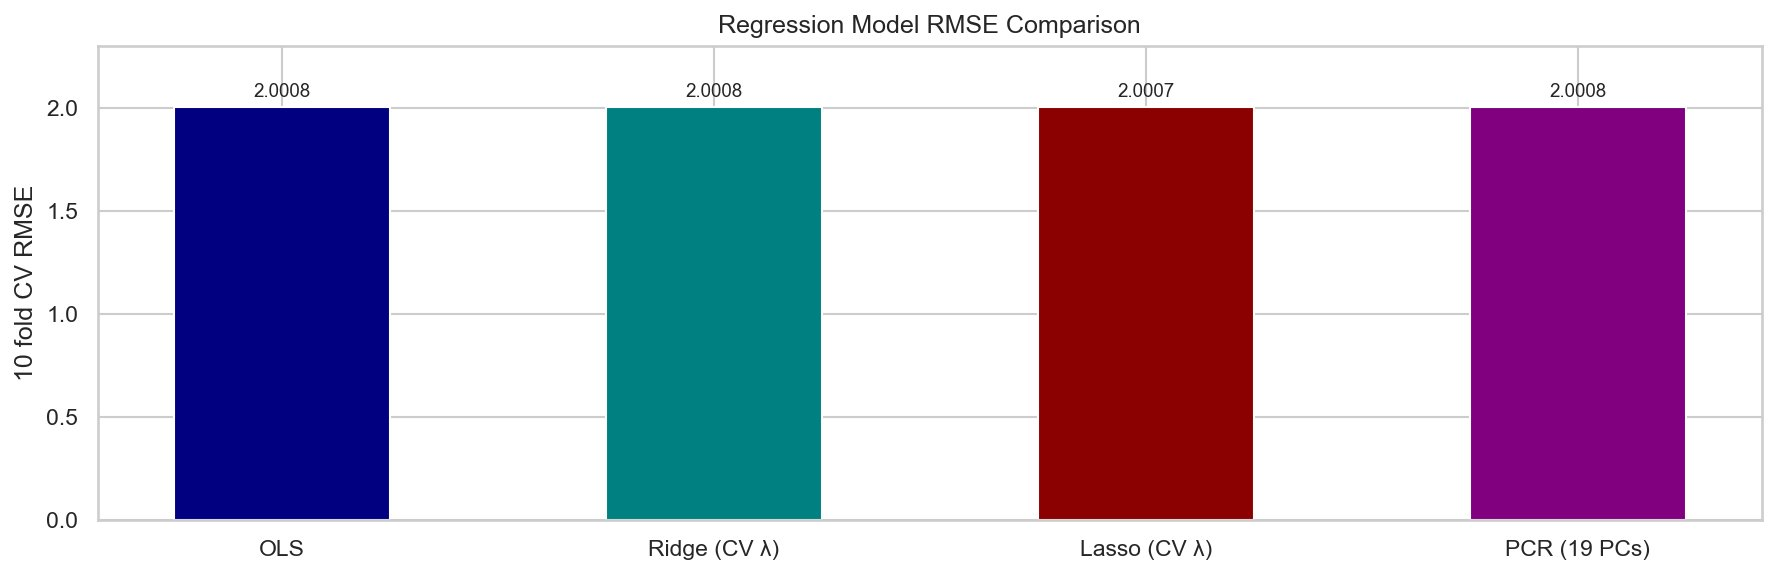 Regression Model RMSE Comparison
2.0008
2.0008
2.0007
2.0008
2.0
1.5
1.0
0.5
0.0
10 fold CV RMSE
OLS
Ridge (CV λ)
Lasso (CV λ)
PCR (19 PCs)